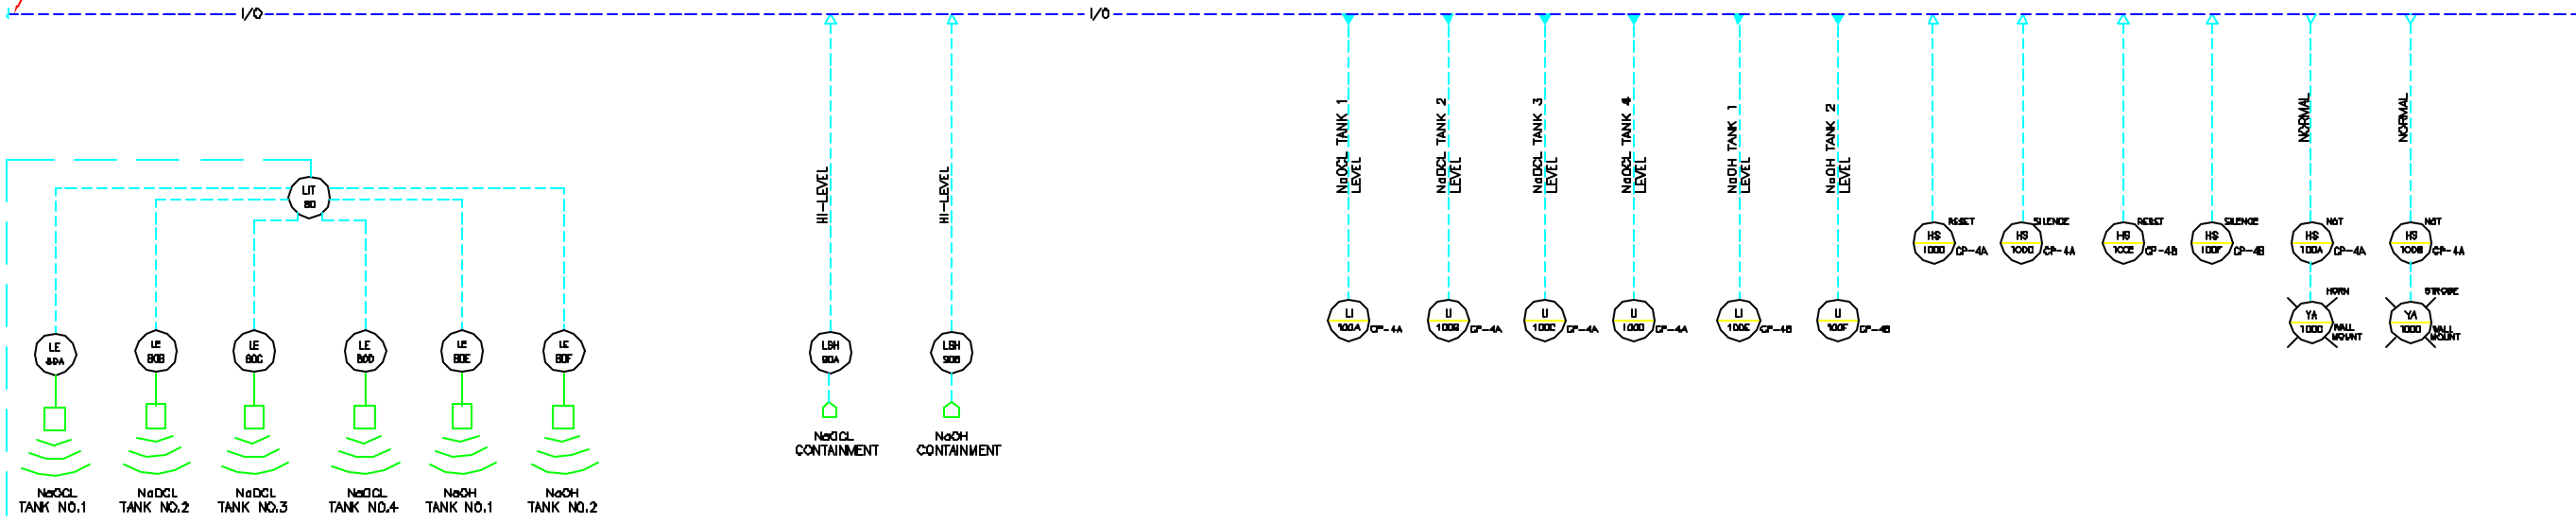 I/O
I/O
NaOCL TANK 1
LEVEL
NaOCL TANK 2
LEVEL
NaOCL TANK 3
LEVEL
NaOCL TANK 4
LEVEL
NaOH TANK 1
LEVEL
NaOH TANK 2
LEVEL
NORMAL
NORMAL
HI-LEVEL
HI-LEVEL
LIT
80
RESET
HS
CP-4A
SILENCE
HS
CP-4A
RESET
HS
100E
CP-4B
SILENCE
HS
100F
CP-4B
HS
100A
CP-4A
HS
100B
CP-4A
LI
100A
CP-4A
LI
100B
CP-4A
LI
100C
CP-4A
LI
100D
CP-4A
LI
100E
CP-4B
LI
100F
CP-4B
HORN
YA
WALL
MOUNT
STROBE
YA
WALL
MOUNT
LE
80A
LE
80B
LE
80C
LE
80D
LE
80E
LE
80F
LSH
90A
LSH
90B
NaOCL
CONTAINMENT
NaOH
CONTAINMENT
NaOCL
TANK NO.1
NaOCL
TANK NO.2
NaOCL
TANK NO.3
NaOCL
TANK NO.4
NaOH
TANK NO.1
NaOH
TANK NO.2